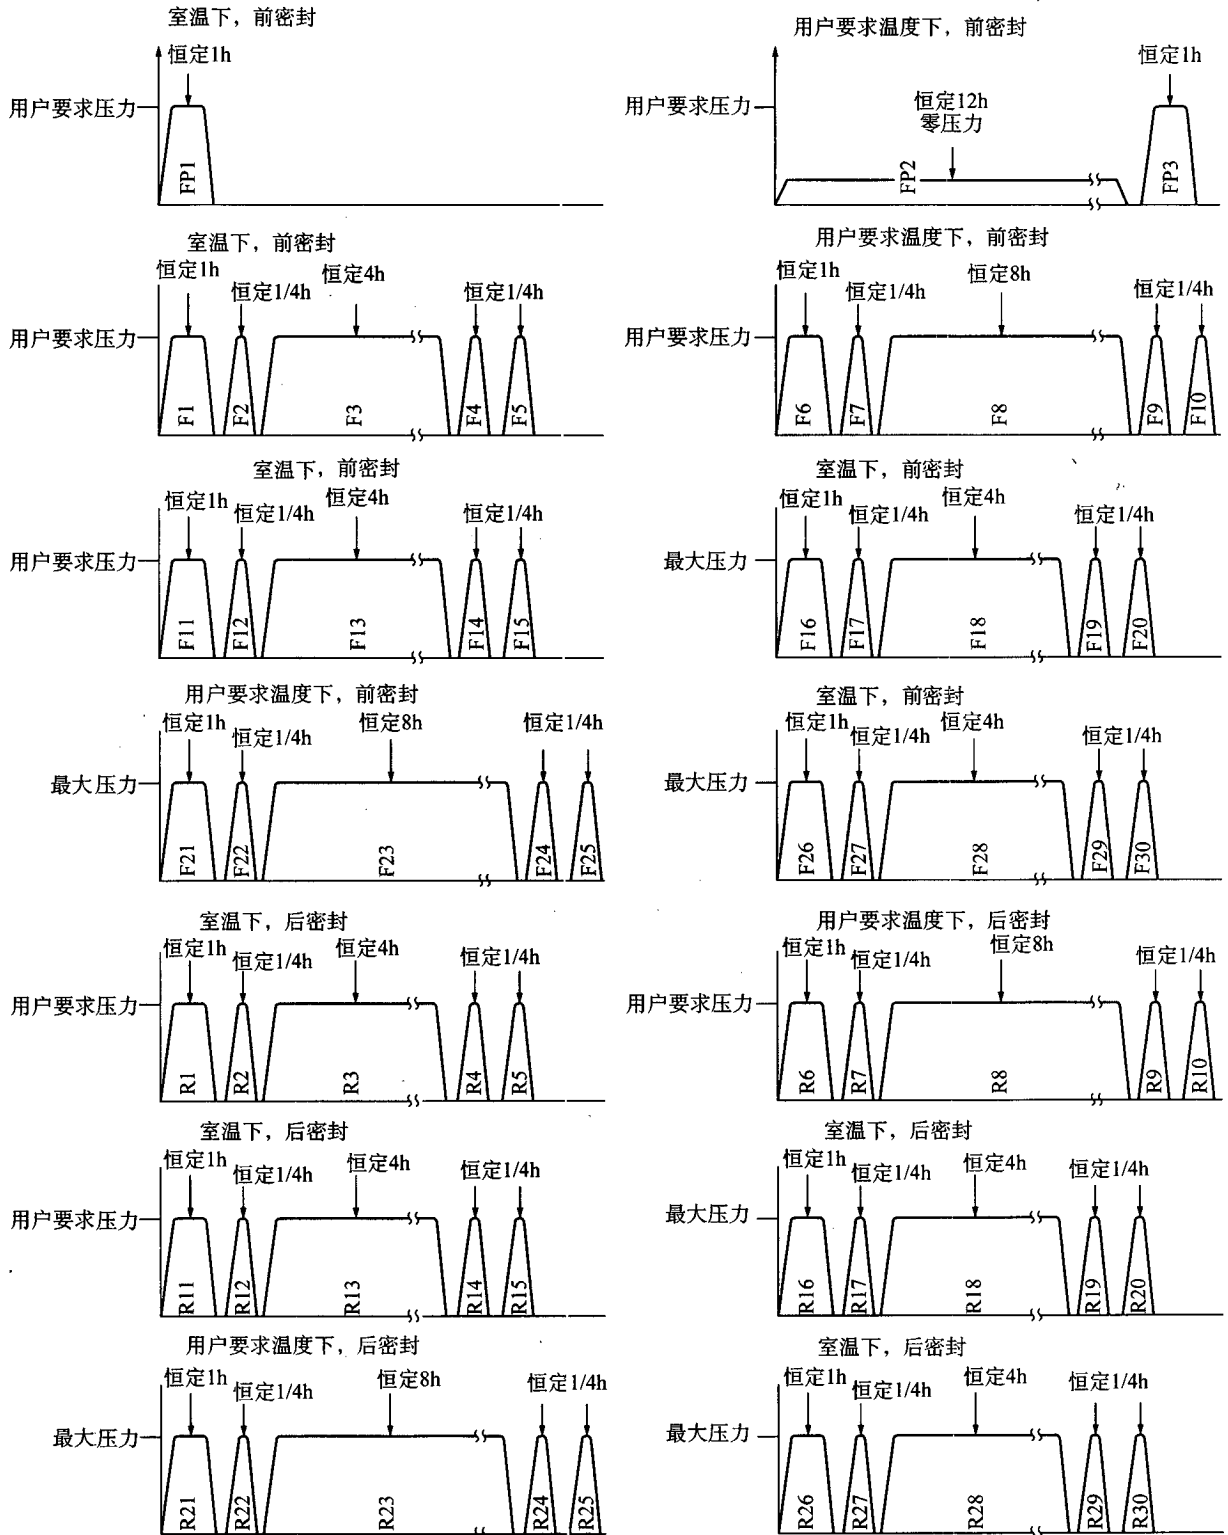 室温下，前密封
恒定1h
用户要求压力
FP1
用户要求温度下，前密封
恒定1h
用户要求压力
恒定12h
零压力
FP2
FP3
室温下，前密封
恒定1h
恒定1/4h
恒定4h
恒定1/4h
用户要求压力
F1
F2
F3
F4
F5
用户要求温度下，前密封
恒定1h
恒定1/4h
恒定8h
恒定1/4h
用户要求压力
F6
F7
F8
F9
F10
室温下，前密封
恒定1h
恒定1/4h
恒定4h
恒定1/4h
用户要求压力
F11
F12
F13
F14
F15
室温下，前密封
恒定1h
恒定1/4h
恒定4h
恒定1/4h
最大压力
F16
F17
F18
F19
F20
用户要求温度下，前密封
恒定1h
恒定1/4h
恒定8h
恒定1/4h
最大压力
F21
F22
F23
F24
F25
室温下，前密封
恒定1h
恒定1/4h
恒定4h
恒定1/4h
最大压力
F26
F27
F28
F29
F30
室温下，后密封
恒定1h
恒定1/4h
恒定4h
恒定1/4h
用户要求压力
R1
R2
R3
R4
R5
用户要求温度下，后密封
恒定1h
恒定1/4h
恒定8h
恒定1/4h
用户要求压力
R6
R7
R8
R9
R10
室温下，后密封
恒定1h
恒定1/4h
恒定4h
恒定1/4h
用户要求压力
R11
R12
R13
R14
R15
室温下，后密封
恒定1h
恒定1/4h
恒定4h
恒定1/4h
最大压力
R16
R17
R18
R19
R20
用户要求温度下，后密封
恒定1h
恒定1/4h
恒定8h
恒定1/4h
最大压力
R21
R22
R23
R24
R25
室温下，后密封
恒定1h
恒定1/4h
恒定4h
恒定1/4h
最大压力
R26
R27
R28
R29
R30